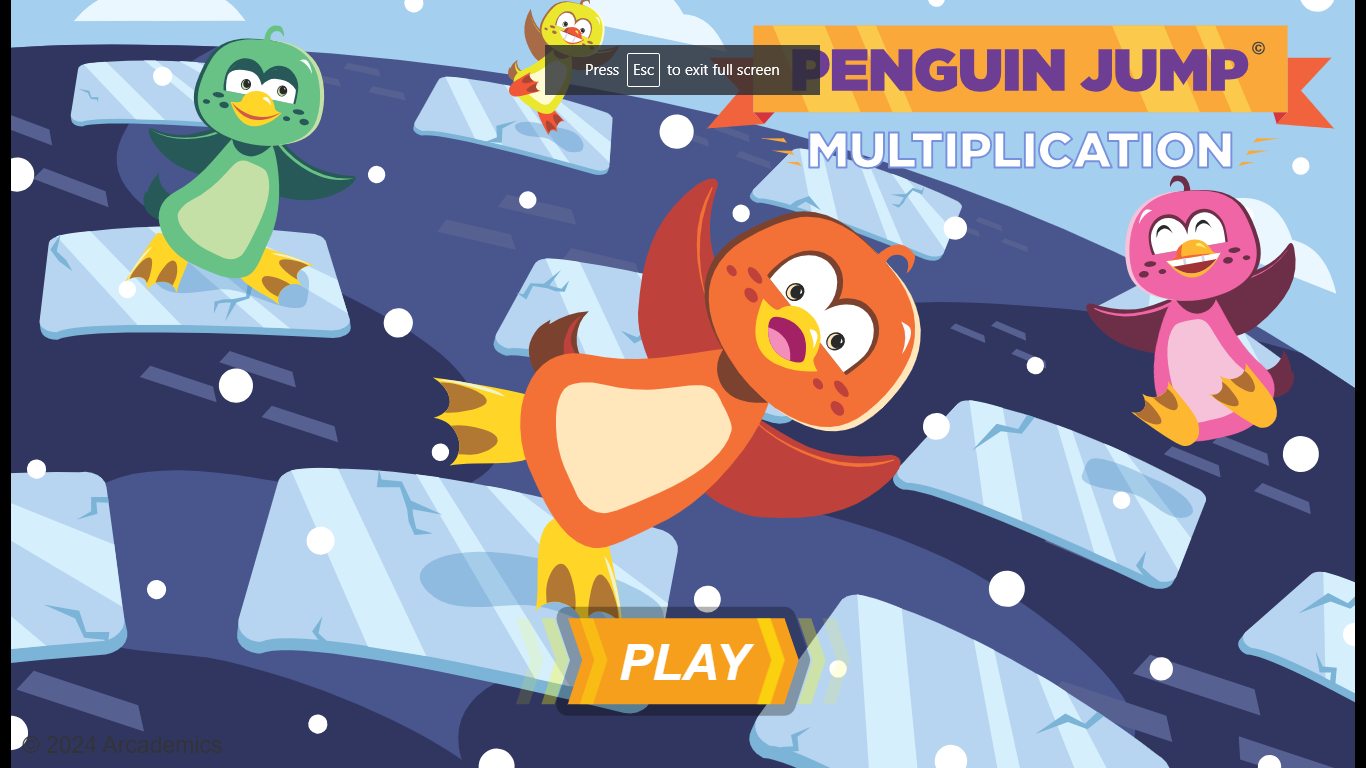 Press Esc to exit full screen
PENGUIN JUMP©
MULTIPLICATION
PLAY
© 2024 Arcademics